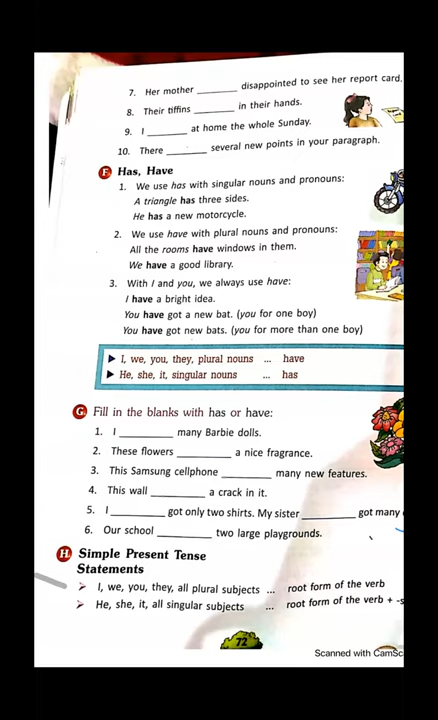 7. Her mother ________ disappointed to see her report card.
8. Their tiffins ________ in their hands.
9. I ________ at home the whole Sunday.
10. There ________ several new points in your paragraph.
F Has, Have
1. We use has with singular nouns and pronouns:
A triangle has three sides.
He has a new motorcycle.
2. We use have with plural nouns and pronouns:
All the rooms have windows in them.
We have a good library.
3. With I and you, we always use have:
I have a bright idea.
You have got a new bat. (you for one boy)
You have got new bats. (you for more than one boy)
▶ I, we, you, they, plural nouns ... have
▶ He, she, it, singular nouns ... has
G Fill in the blanks with has or have:
1. I __________ many Barbie dolls.
2. These flowers __________ a nice fragrance.
3. This Samsung cellphone __________ many new features.
4. This wall __________ a crack in it.
5. I __________ got only two shirts. My sister __________ got many
6. Our school __________ two large playgrounds.
H Simple Present Tense
Statements
➢ I, we, you, they, all plural subjects ... root form of the verb
➢ He, she, it, all singular subjects ... root form of the verb + -s
72
Scanned with CamSc